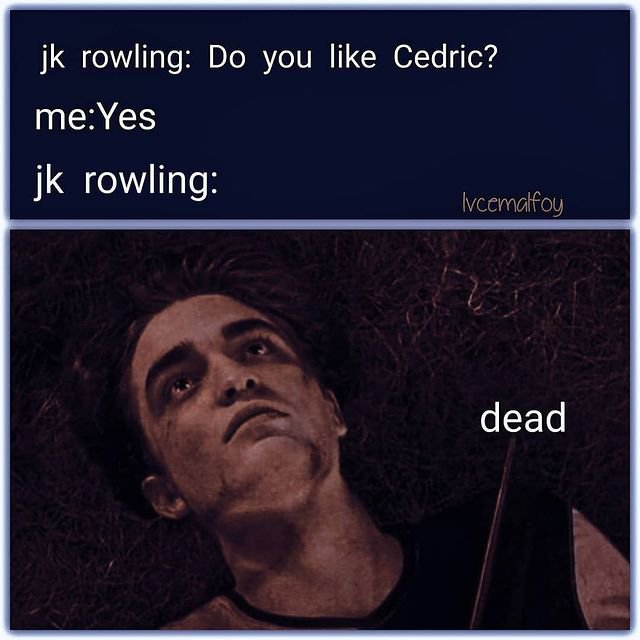 jk rowling: Do you like Cedric?
me:Yes
jk rowling:
lvcemalfoy
dead